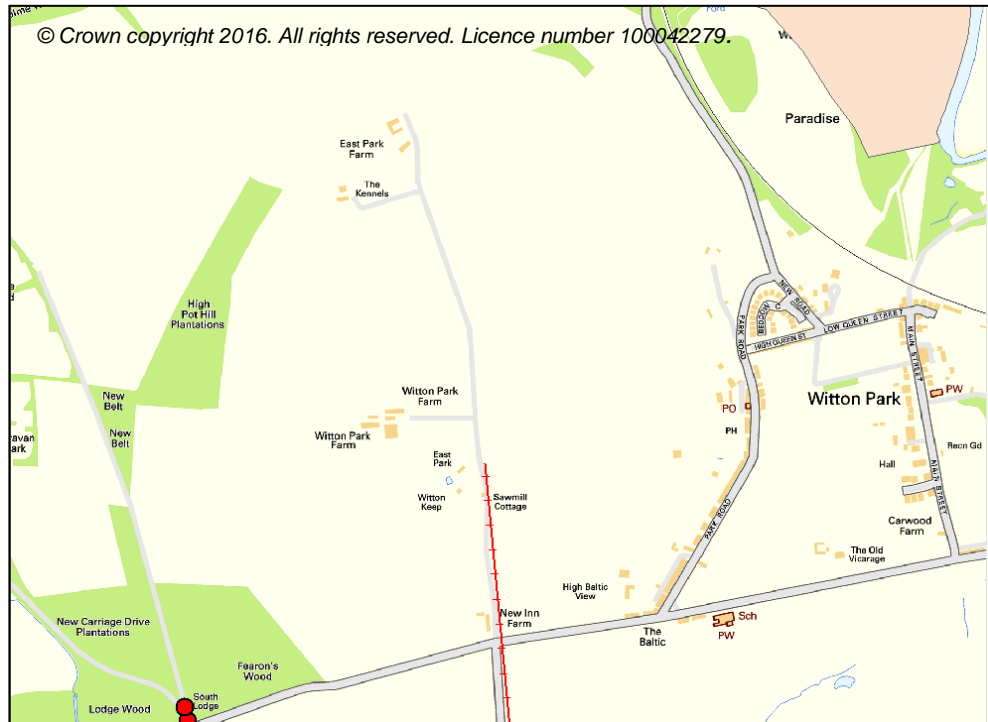 © Crown copyright 2016. All rights reserved. Licence number 100042279.
Ford
Paradise
East Park
Farm
The
Kennels
High
Pot Hill
Plantations
NEW ROAD
BEDDOW C
LOW QUEEN STREET
HIGH QUEEN ST
PARK ROAD
MAIN STREET
New
Belt
New
Belt
Witton Park
Farm
Witton Park
PO
PW
PH
Witton Park
Farm
Park
Recn Gd
East
Park
Hall
MAIN STREET
Witton
Keep
Sawmill
Cottage
PARK ROAD
Carwood
Farm
The Old
Vicarage
High Baltic
View
New Inn
Farm
Sch
PW
The
Baltic
New Carriage Drive
Plantations
Fearon's
Wood
South
Lodge
Lodge Wood